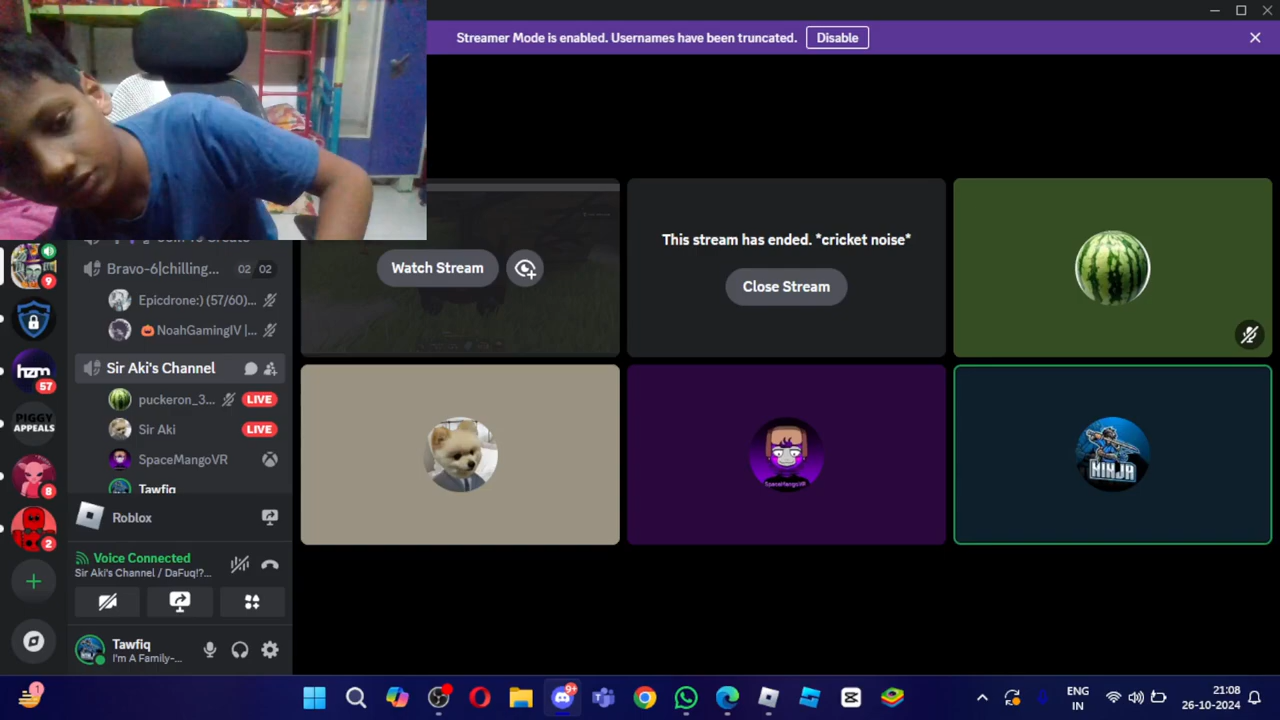 Streamer Mode is enabled. Usernames have been truncated.
Disable
Watch Stream
This stream has ended. *cricket noise*
Close Stream
9
Bravo-6|chilling...
02 02
Epicdrone:) (57/60)...
🎃NoahGamingIV |...
Sir Aki's Channel
hzm
57
puckeron_3...
LIVE
PIGGY
APPEALS
Sir Aki
LIVE
SpaceMangoVR
8
Tawfiq
Roblox
2
Voice Connected
Sir Aki's Channel / DaFuq!?...
Tawfiq
I'm A Family-...
SpaceMangoVR
NINJA
1
9+
ENG
IN
21:08
26-10-2024